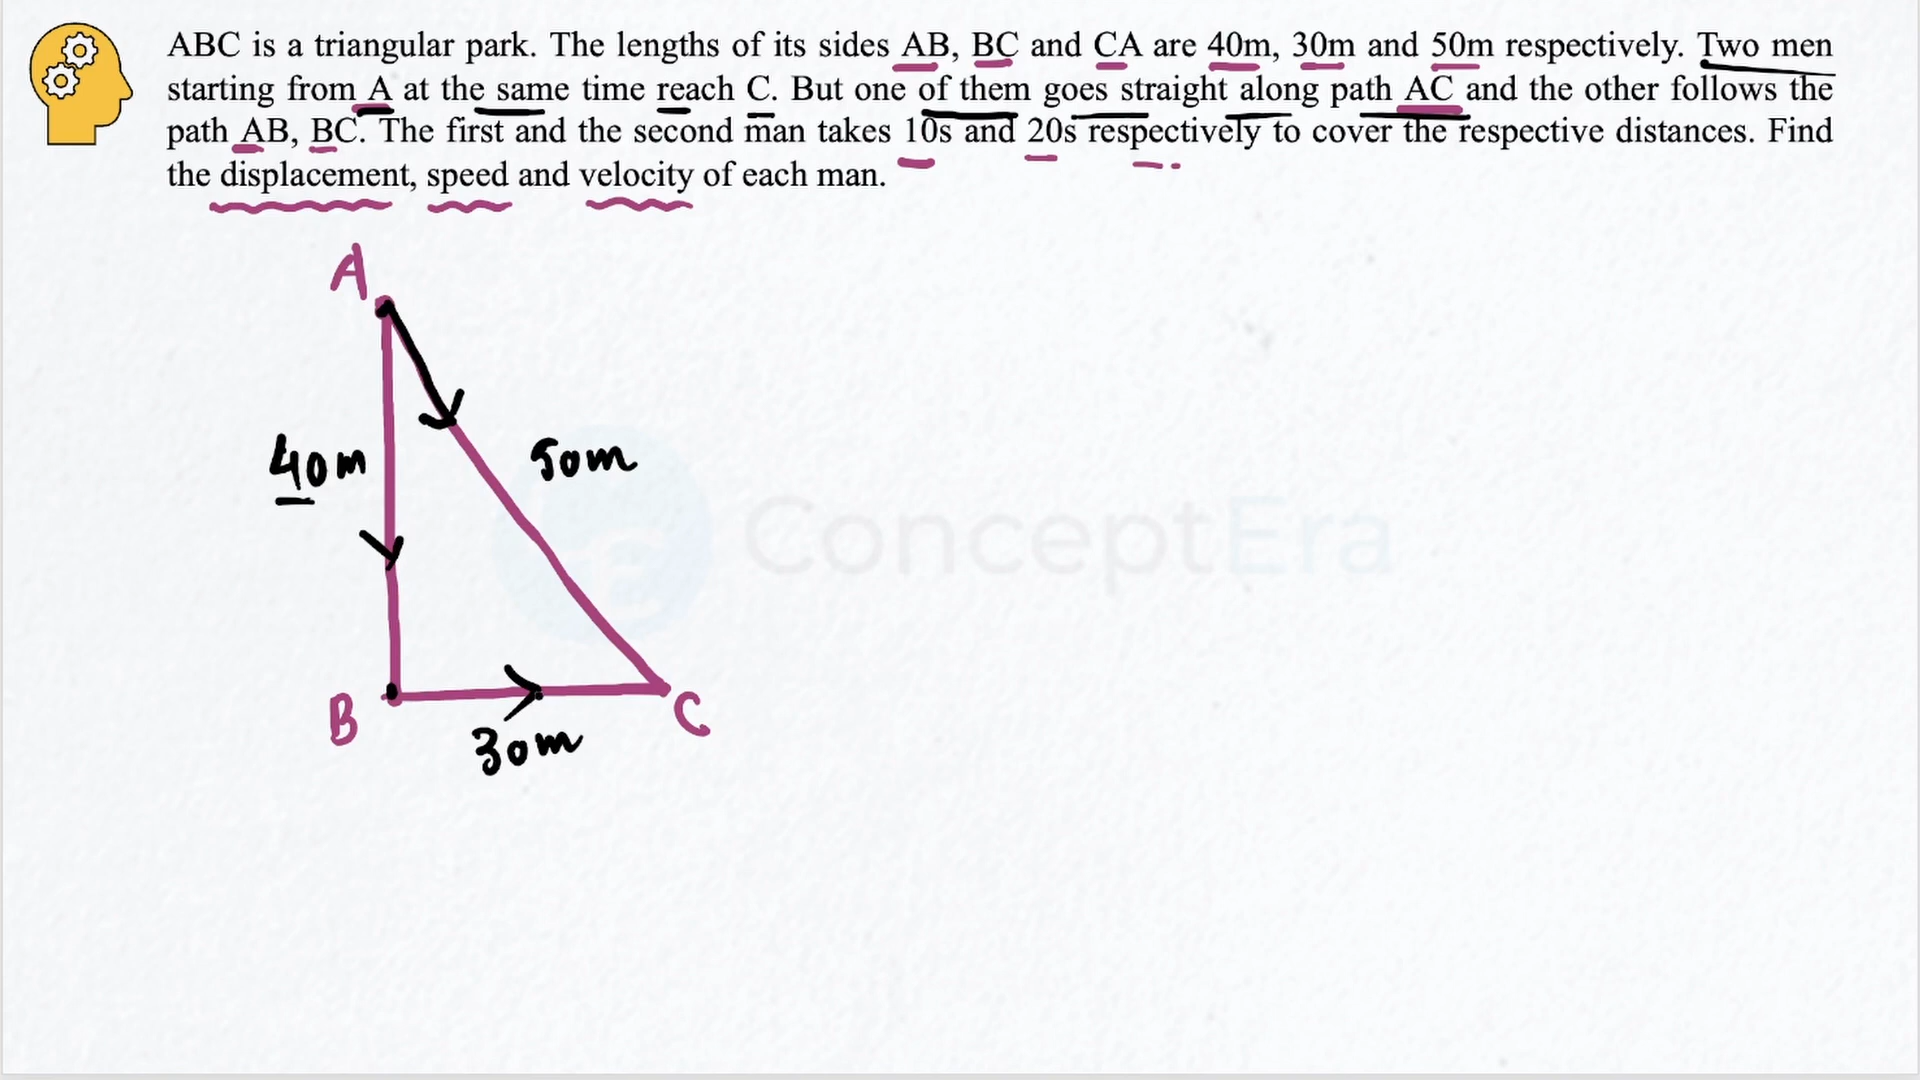 ABC is a triangular park. The lengths of its sides AB, BC and CA are 40m, 30m and 50m respectively. Two men
starting from A at the same time reach C. But one of them goes straight along path AC and the other follows the
path AB, BC. The first and the second man takes 10s and 20s respectively to cover the respective distances. Find
the displacement, speed and velocity of each man.
A
40m
50m
ConceptEra
B
C
30m